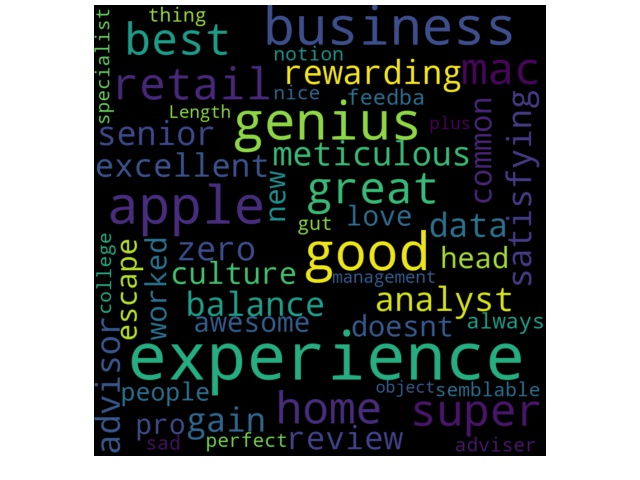 specialist
thing
best
business
notion
rewarding
mac
retail
nice
feedba
Length
genius
plus
senior
common
satisfying
excellent
meticulous
new
great
apple
gut
love
data
college
escape
worked
zero
good
head
culture
management
balance
analyst
awesome
doesnt
always
experience
advisor
people
object
semblable
home
super
pro
gain
sad
perfect
review
adviser